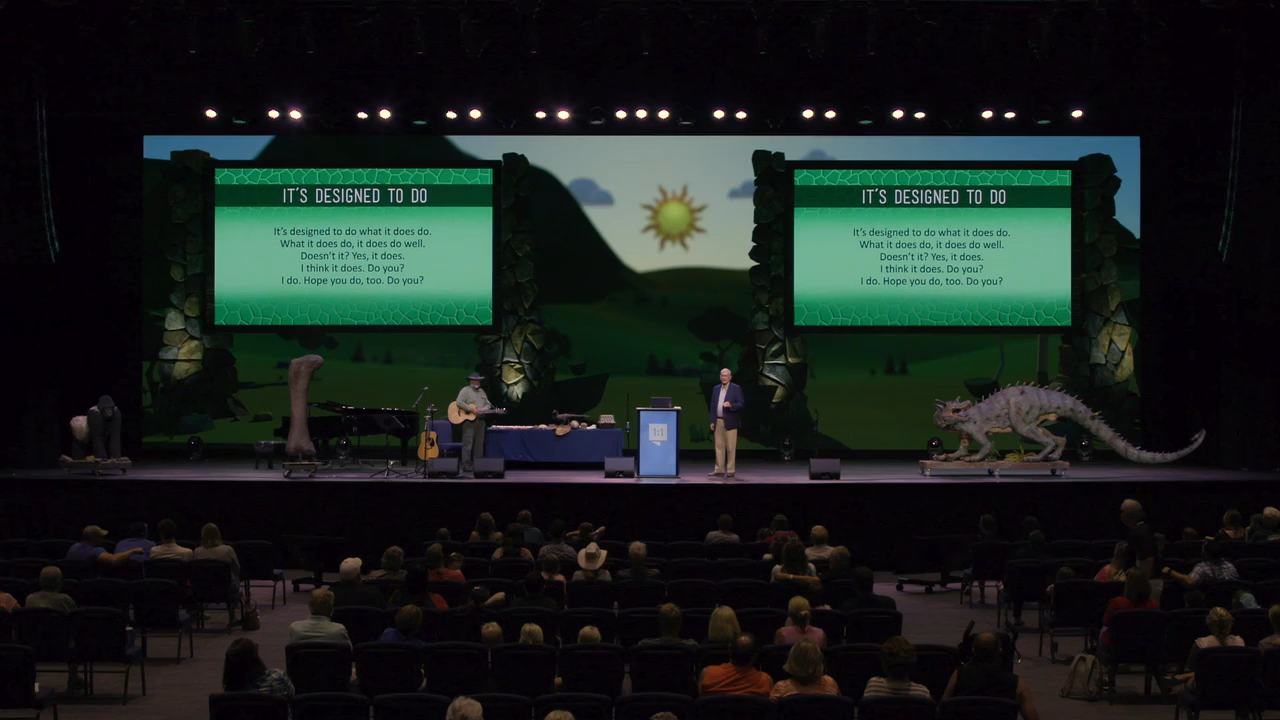 IT'S DESIGNED TO DO
It's designed to do what it does do.
What it does do, it does do well.
Doesn't it? Yes, it does.
I think it does. Do you?
I do. Hope you do, too. Do you?
IT'S DESIGNED TO DO
It's designed to do what it does do.
What it does do, it does do well.
Doesn't it? Yes, it does.
I think it does. Do you?
I do. Hope you do, too. Do you?
1:1